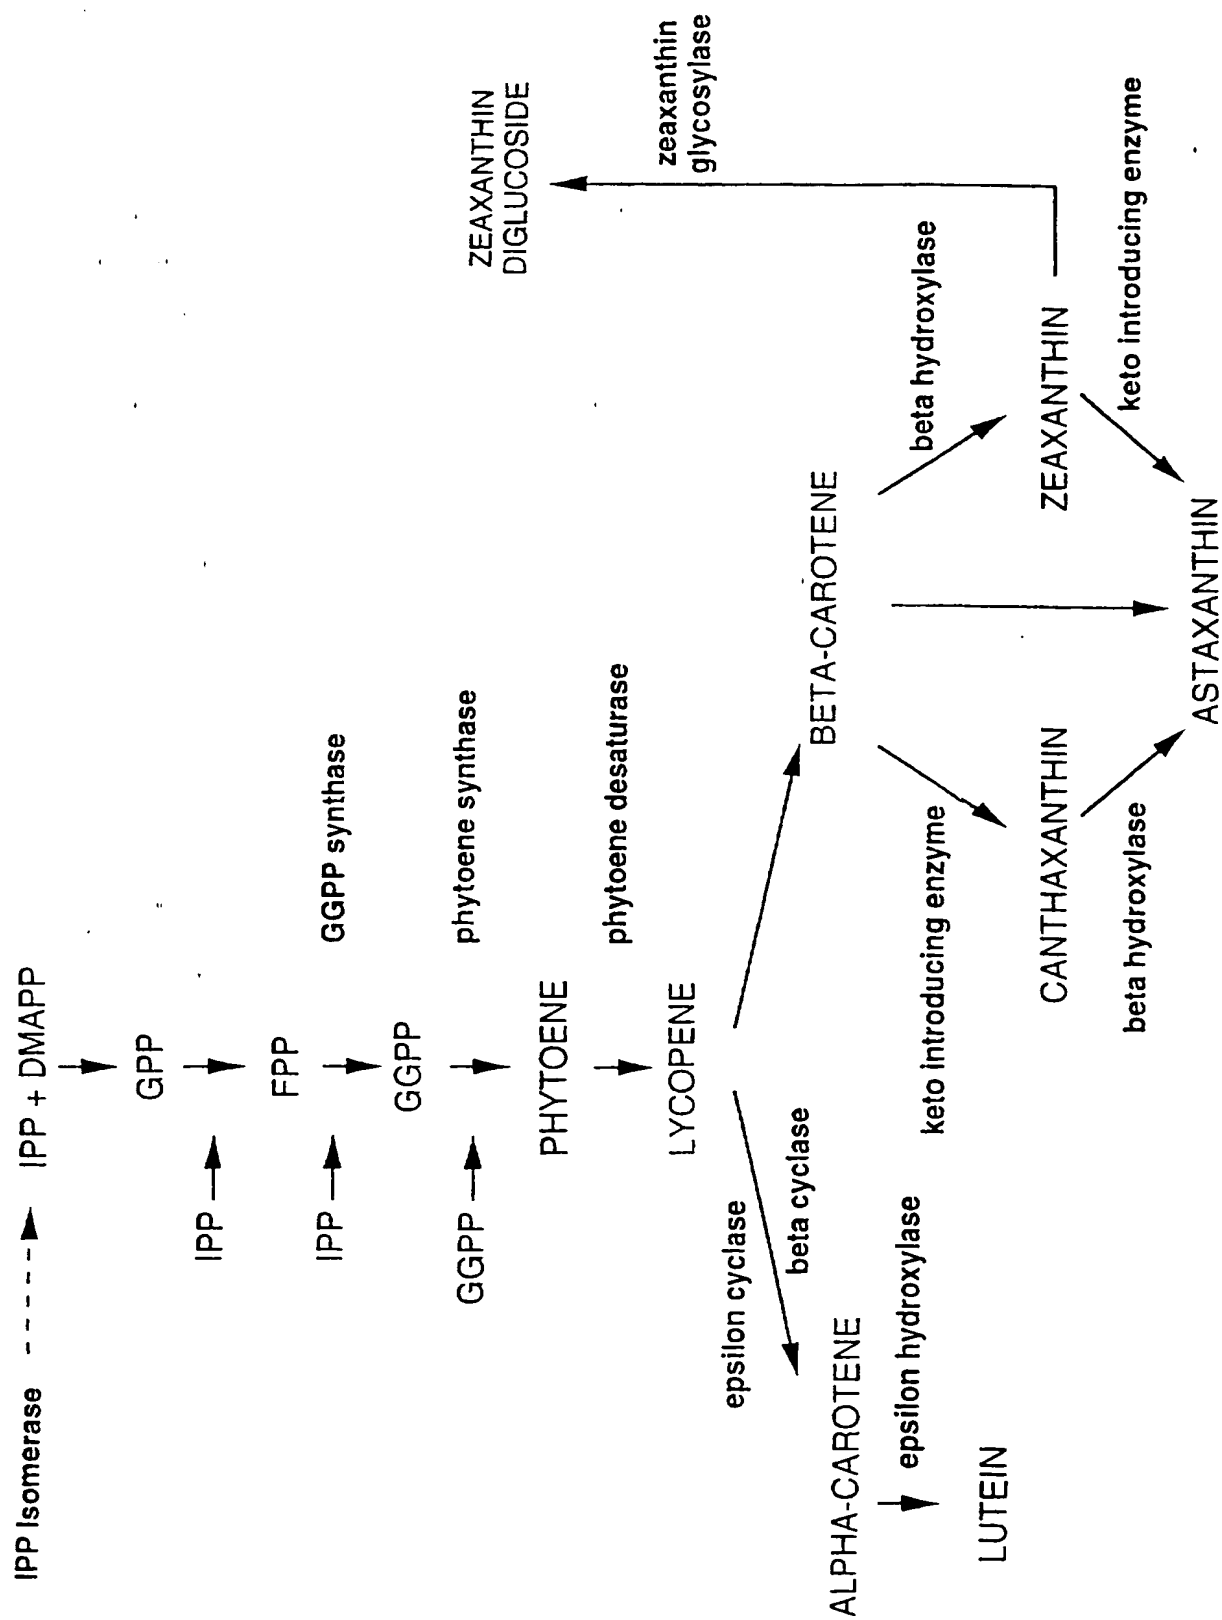 IPP Isomerase
IPP + DMAPP
GPP
IPP
FPP
GGPP synthase
IPP
GGPP
phytoene synthase
GGPP
PHYTOENE
phytoene desaturase
LYCOPENE
epsilon cyclase
beta cyclase
ALPHA-CAROTENE
BETA-CAROTENE
epsilon hydroxylase
keto introducing enzyme
beta hydroxylase
LUTEIN
CANTHAXANTHIN
ZEAXANTHIN
beta hydroxylase
keto introducing enzyme
ASTAXANTHIN
ZEAXANTHIN
DIGLUCOSIDE
zeaxanthin
glycosylase